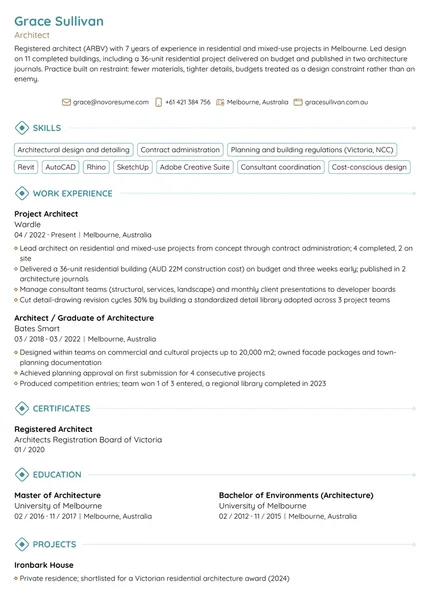 Grace Sullivan
Architect
Registered architect (ARBV) with 7 years of experience in residential and mixed-use projects in Melbourne. Led design
on 11 completed buildings, including a 36-unit residential project delivered on budget and published in two architecture
journals. Practice built on restraint: fewer materials, tighter details, budgets treated as a design constraint rather than an
enemy.
grace@novoresume.com +61 421 384 756 Melbourne, Australia gracesullivan.com.au
SKILLS
Architectural design and detailing Contract administration Planning and building regulations (Victoria, NCC)
Revit AutoCAD Rhino SketchUp Adobe Creative Suite Consultant coordination Cost-conscious design
WORK EXPERIENCE
Project Architect
Wardle
04 / 2022 - Present | Melbourne, Australia
Lead architect on residential and mixed-use projects from concept through contract administration; 4 completed, 2 on
site
Delivered a 36-unit residential building (AUD 22M construction cost) on budget and three weeks early; published in 2
architecture journals
Manage consultant teams (structural, services, landscape) and monthly client presentations to developer boards
Cut detail-drawing revision cycles 30% by building a standardized detail library adopted across 3 project teams
Architect / Graduate of Architecture
Bates Smart
03 / 2018 - 03 / 2022 | Melbourne, Australia
Designed within teams on commercial and cultural projects up to 20,000 m2; owned facade packages and town-
planning documentation
Achieved planning approval on first submission for 4 consecutive projects
Produced competition entries; team won 1 of 3 entered, a regional library completed in 2023
CERTIFICATES
Registered Architect
Architects Registration Board of Victoria
01 / 2020
EDUCATION
Master of Architecture
University of Melbourne
02 / 2016 - 11 / 2017 | Melbourne, Australia
Bachelor of Environments (Architecture)
University of Melbourne
02 / 2012 - 11 / 2015 | Melbourne, Australia
PROJECTS
Ironbark House
Private residence; shortlisted for a Victorian residential architecture award (2024)